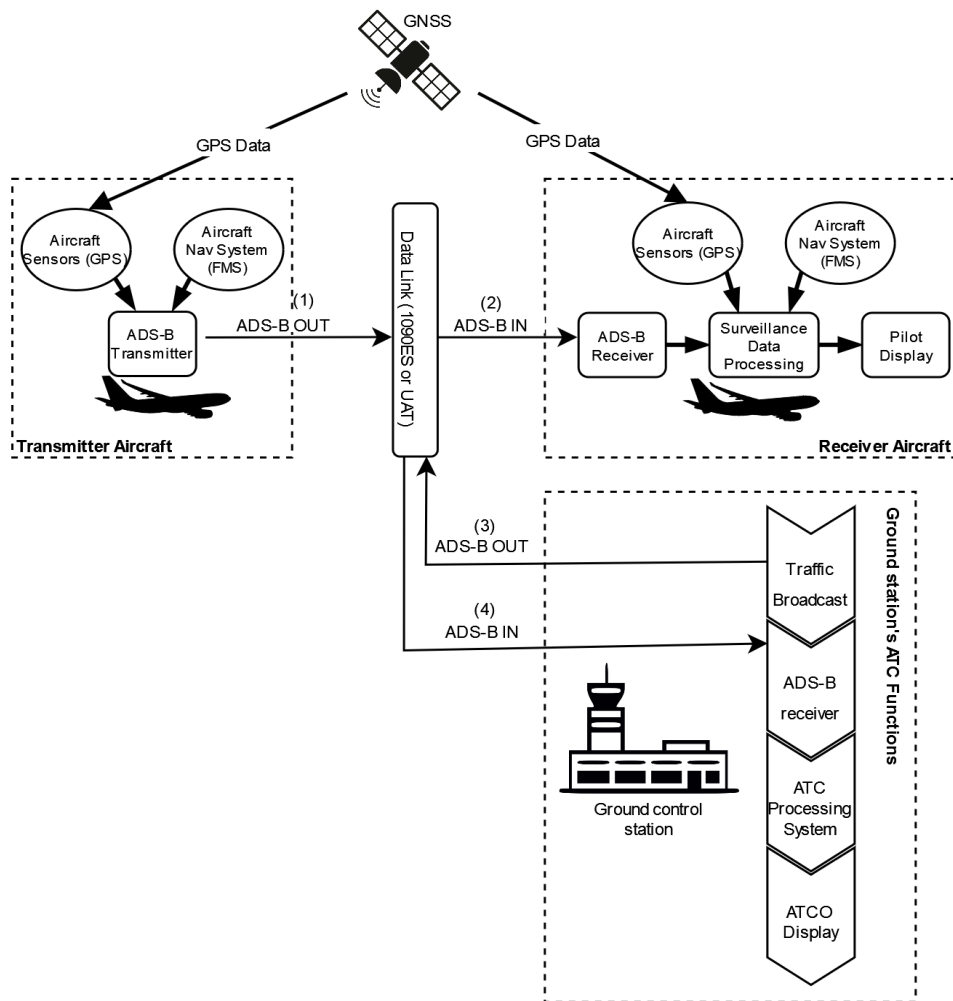 GNSS
GPS Data
GPS Data
Aircraft
Sensors (GPS)
Aircraft
Nav System
(FMS)
ADS-B
Transmitter
Transmitter Aircraft
(1)
ADS-B OUT
Data Link (1090ES or UAT)
(2)
ADS-B IN
Aircraft
Sensors (GPS)
Aircraft
Nav System
(FMS)
ADS-B
Receiver
Surveillance
Data
Processing
Pilot
Display
Receiver Aircraft
(3)
ADS-B OUT
(4)
ADS-B IN
Traffic
Broadcast
ADS-B
receiver
ATC
Processing
System
ATCO
Display
Ground station's ATC Functions
Ground control
station